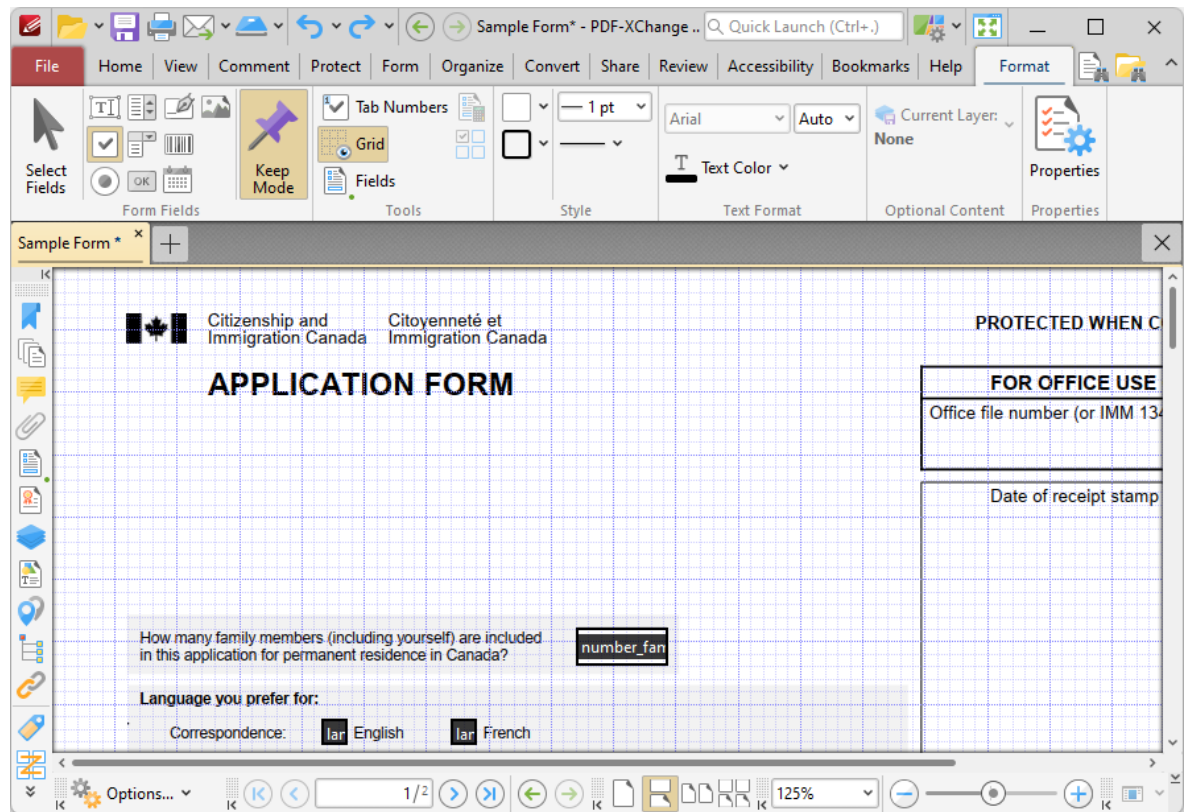 Sample Form* - PDF-XChange ..
Quick Launch (Ctrl+.)
File Home View Comment Protect Form Organize Convert Share Review Accessibility Bookmarks Help Format
Select Fields
OK
Keep Mode
Form Fields
Tab Numbers
Grid
Fields
Tools
1 pt
Style
Arial
Auto
Text Color
Text Format
Current Layer:
None
Optional Content
Properties
Properties
Sample Form *
Citizenship and
Immigration Canada
Citoyenneté et
Immigration Canada
PROTECTED WHEN C
APPLICATION FORM
FOR OFFICE USE
Office file number (or IMM 134
Date of receipt stamp
How many family members (including yourself) are included
in this application for permanent residence in Canada?
number_fan
Language you prefer for:
Correspondence: lar English lar French
Options...
1/2
125%